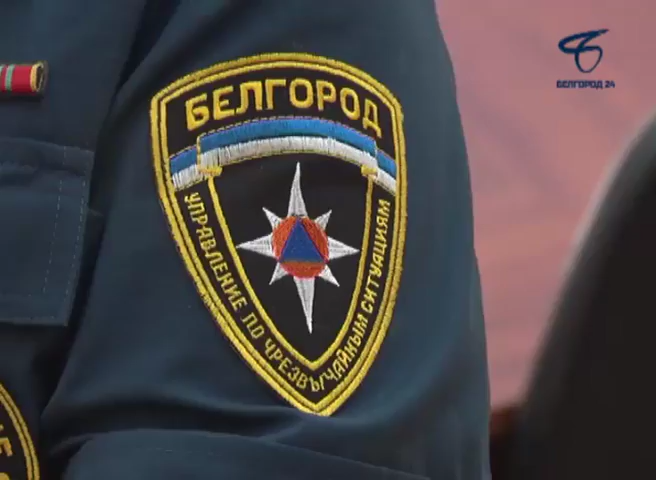 БЕЛГОРОД 24
БЕЛГОРОД
УПРАВЛЕНИЕ ПО ЧРЕЗВЫЧАЙНЫМ СИТУАЦИЯМ